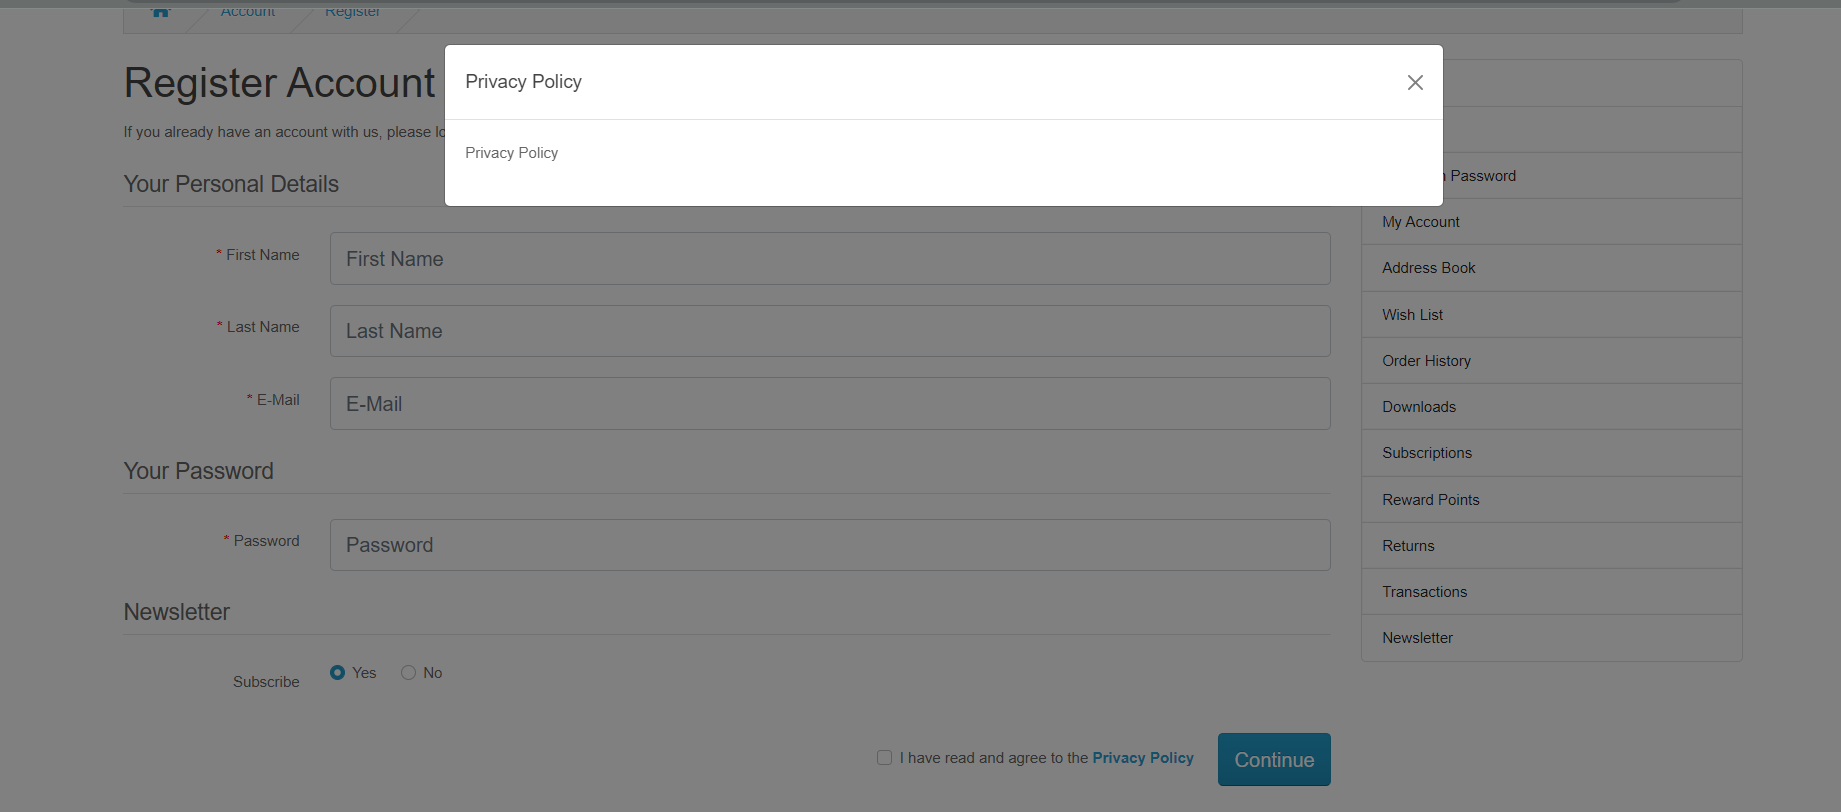 Account
Register
Register Account
If you already have an account with us, please
Privacy Policy
Privacy Policy
Your Personal Details
* First Name
First Name
* Last Name
Last Name
* E-Mail
E-Mail
Your Password
* Password
Password
Newsletter
Subscribe
Yes
No
I have read and agree to the Privacy Policy
Continue
Password
My Account
Address Book
Wish List
Order History
Downloads
Subscriptions
Reward Points
Returns
Transactions
Newsletter